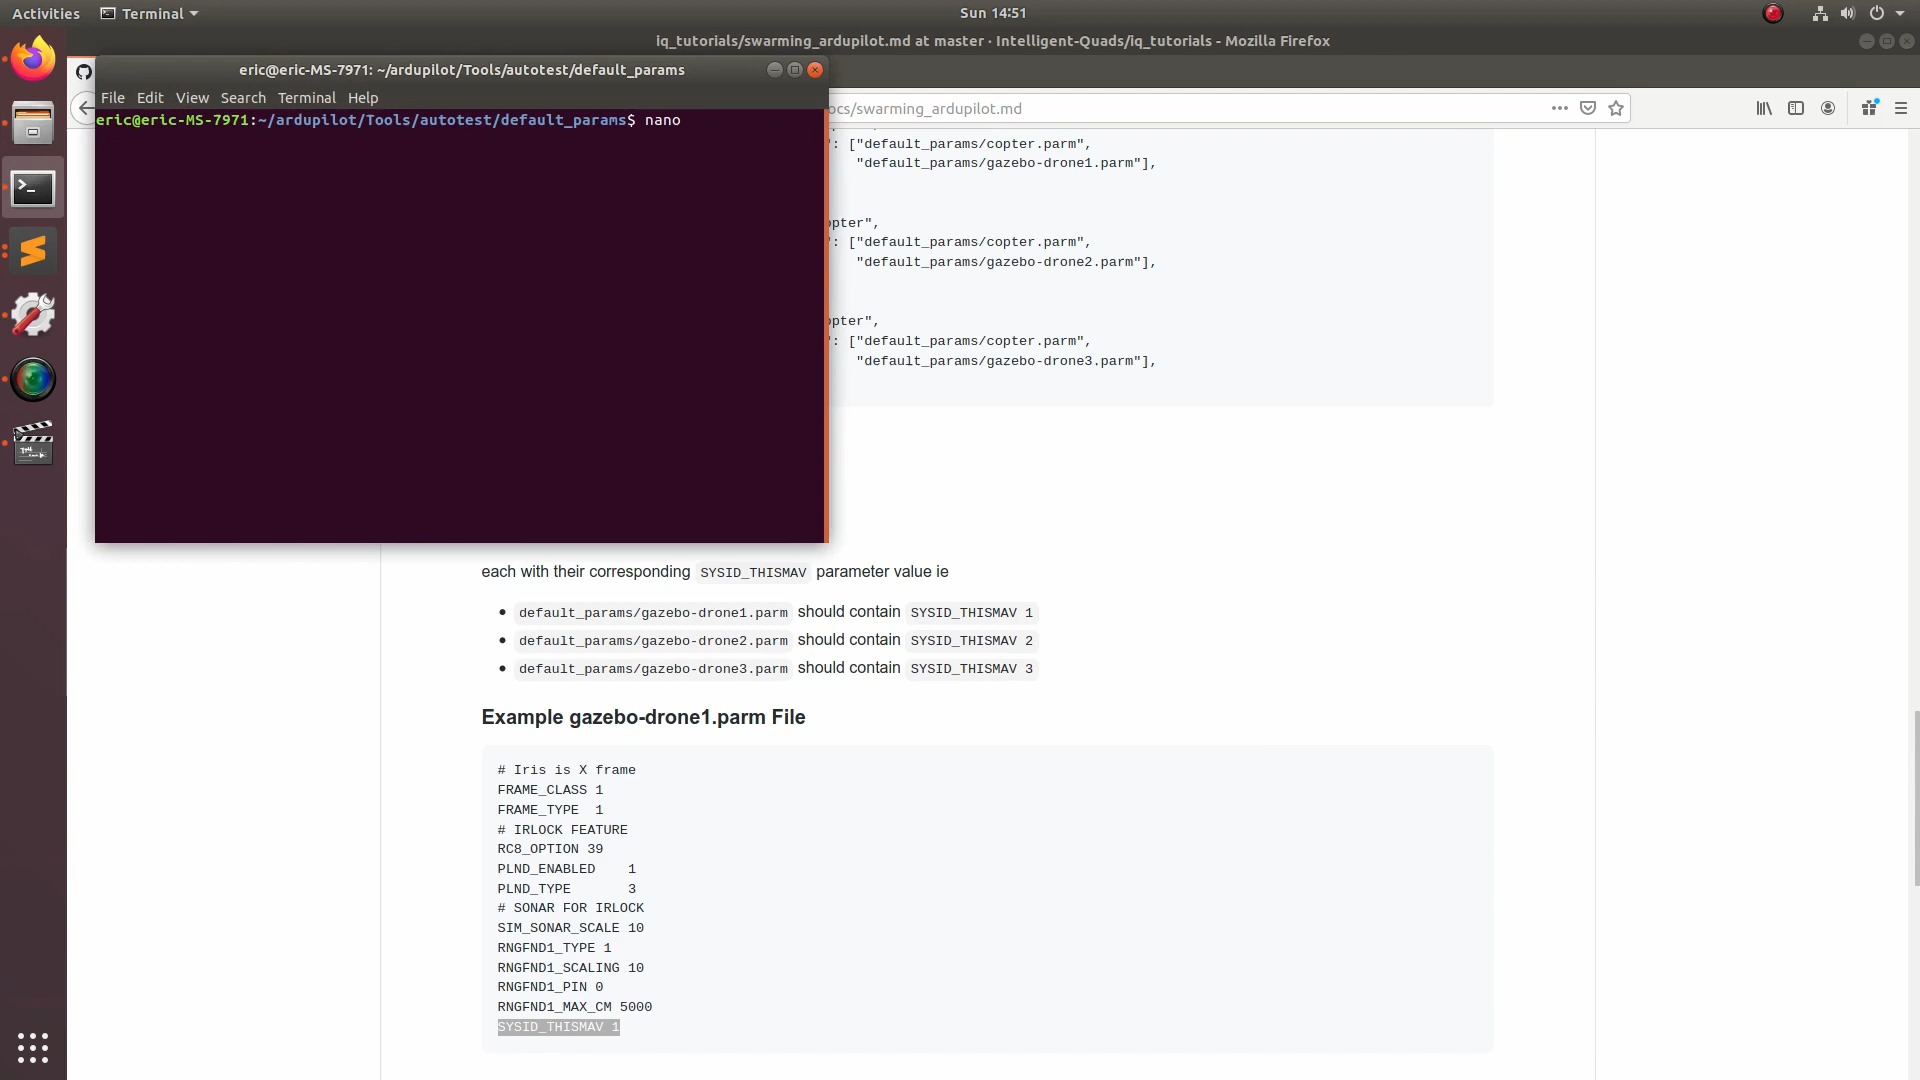 Activities
Terminal
Sun 14:51
iq_tutorials/swarming_ardupilot.md at master · Intelligent-Quads/iq_tutorials - Mozilla Firefox
eric@eric-MS-7971: ~/ardupilot/Tools/autotest/default_params
File Edit View Search Terminal Help
ocs/swarming_ardupilot.md
eric@eric-MS-7971:~/ardupilot/Tools/autotest/default_params$ nano
": ["default_params/copter.parm",
"default_params/gazebo-drone1.parm"],
opter",
": ["default_params/copter.parm",
"default_params/gazebo-drone2.parm"],
opter",
": ["default_params/copter.parm",
"default_params/gazebo-drone3.parm"],
each with their corresponding SYSID_THISMAV parameter value ie
default_params/gazebo-drone1.parm should contain SYSID_THISMAV 1
default_params/gazebo-drone2.parm should contain SYSID_THISMAV 2
default_params/gazebo-drone3.parm should contain SYSID_THISMAV 3
Example gazebo-drone1.parm File
# Iris is X frame
FRAME_CLASS 1
FRAME_TYPE  1
# IRLOCK FEATURE
RC8_OPTION 39
PLND_ENABLED    1
PLND_TYPE       3
# SONAR FOR IRLOCK
SIM_SONAR_SCALE 10
RNGFND1_TYPE 1
RNGFND1_SCALING 10
RNGFND1_PIN 0
RNGFND1_MAX_CM 5000
SYSID_THISMAV 1